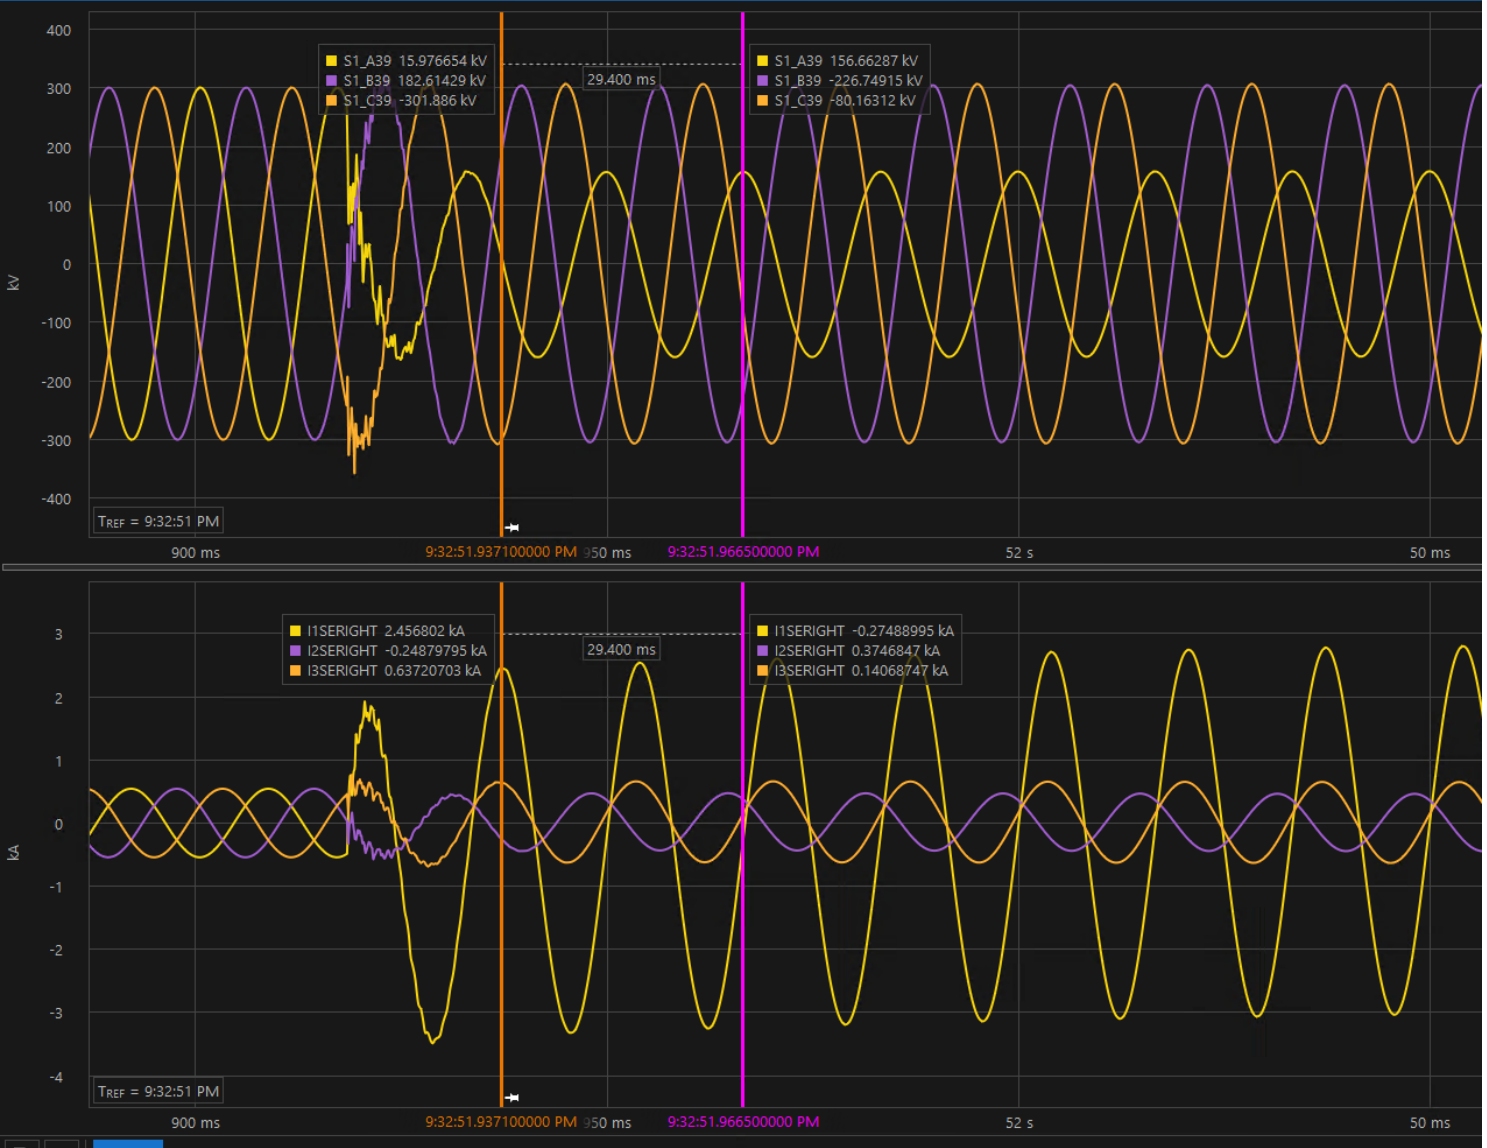 400
300
200
100
0
-100
-200
-300
-400
kV
S1_A39 15.976654 kV
S1_B39 182.61429 kV
S1_C39 -301.886 kV
29.400 ms
S1_A39 156.66287 kV
S1_B39 -226.74915 kV
S1_C39 -80.16312 kV
TREF = 9:32:51 PM
900 ms
9:32:51.937100000 PM
950 ms
9:32:51.966500000 PM
52 s
50 ms
3
2
1
0
-1
-2
-3
-4
kA
I1SERIGHT 2.456802 kA
I2SERIGHT -0.24879795 kA
I3SERIGHT 0.63720703 kA
29.400 ms
I1SERIGHT -0.27488995 kA
I2SERIGHT 0.3746847 kA
I3SERIGHT 0.14068747 kA
TREF = 9:32:51 PM
900 ms
9:32:51.937100000 PM
950 ms
9:32:51.966500000 PM
52 s
50 ms